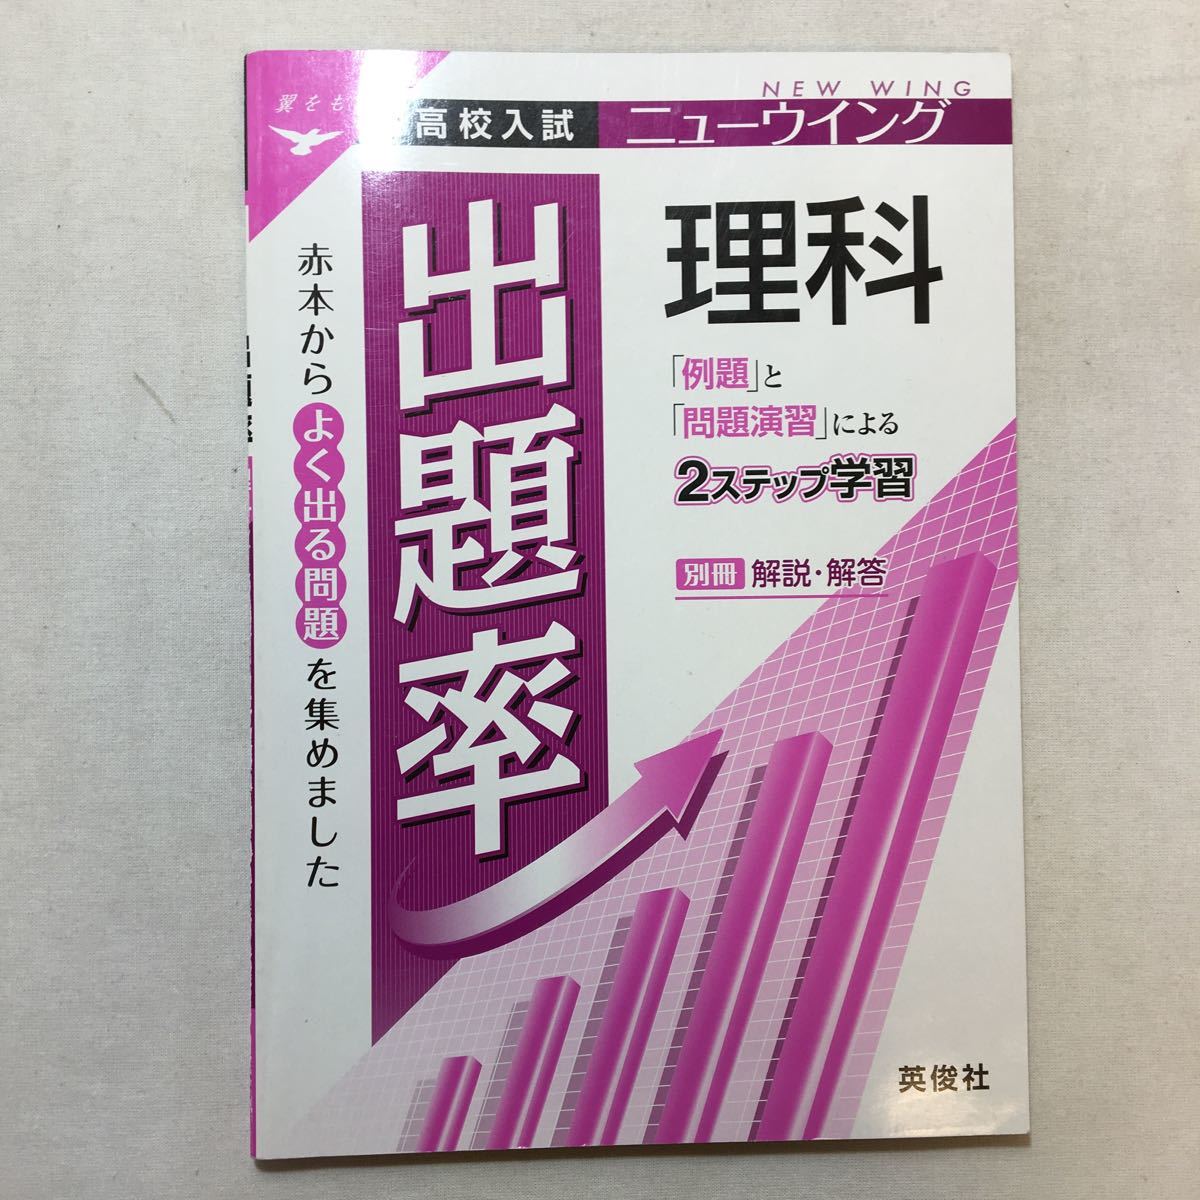 翼をも
高校入試
NEW WING
ニューウイング
出題率
理科
「例題」と
「問題演習」による
2ステップ学習
別冊 解説・解答
赤本からよく出る問題を集めました
英俊社